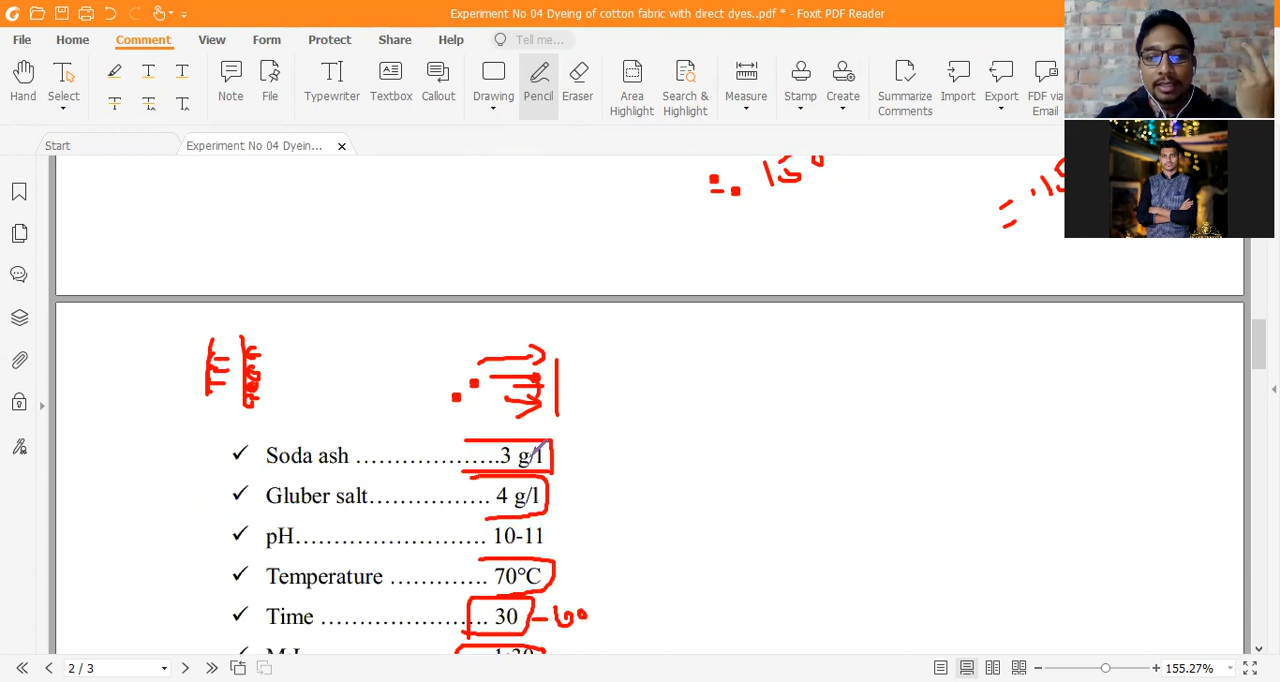 Experiment No 04 Dyeing of cotton fabric with direct dyes..pdf * - Foxit PDF Reader
File Home Comment View Form Protect Share Help Tell me...
Hand Select Note File Typewriter Textbox Callout Drawing Pencil Eraser Area Highlight Search & Highlight Measure Stamp Create Summarize Comments Import Export PDF via Email
Start Experiment No 04 Dyein...
Soda ash ………………….3 g/l
Gluber salt……………. 4 g/l
pH……………………. 10-11
Temperature …………. 70°C
Time …………………. 30
2 / 3 155.27%